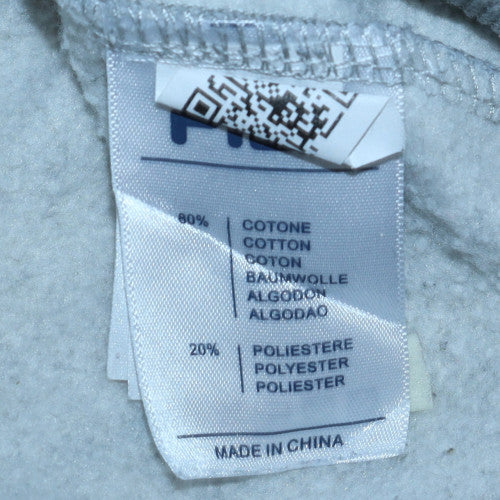 80%
COTONE
COTTON
COTON
BAUMWOLLE
ALGODON
ALGODAO
20%
POLIESTERE
POLYESTER
POLIESTER
MADE IN CHINA